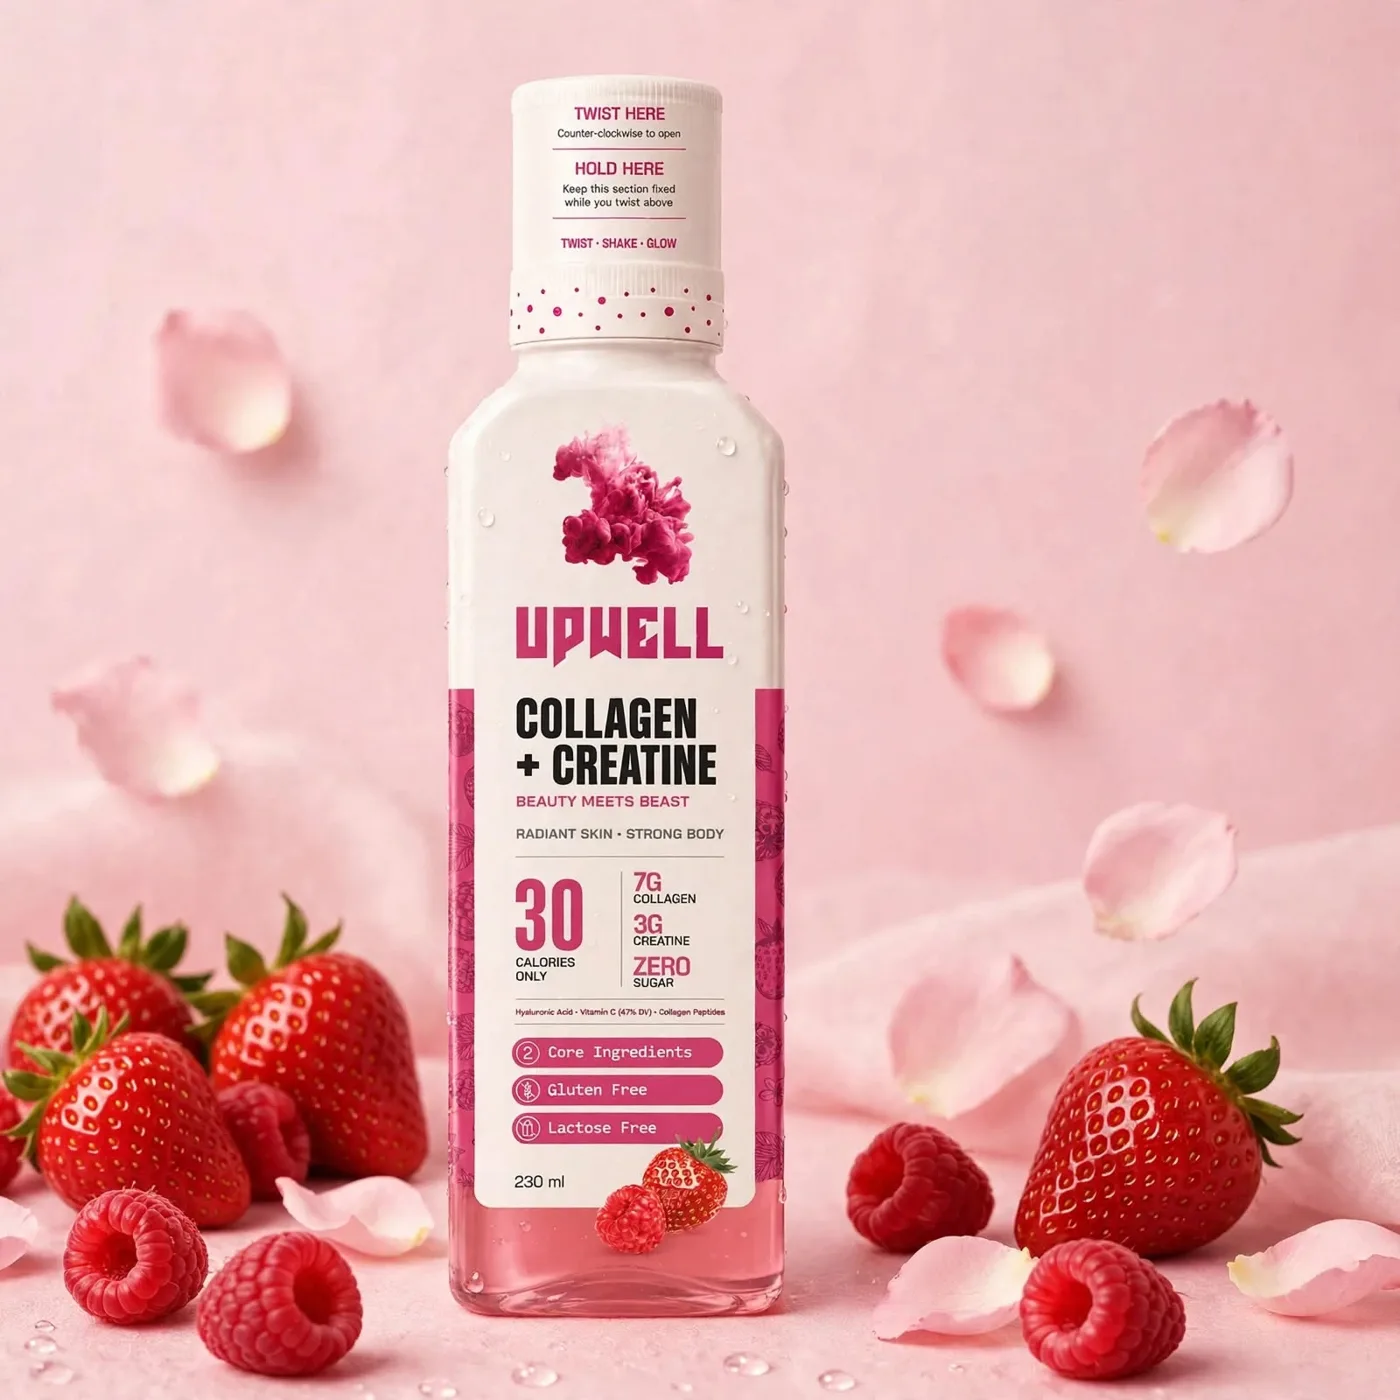 TWIST HERE
Counter-clockwise to open
HOLD HERE
Keep this section fixed
while you twist above
TWIST · SHAKE · GLOW
UPWELL
COLLAGEN
+ CREATINE
BEAUTY MEETS BEAST
RADIANT SKIN • STRONG BODY
30
CALORIES
ONLY
7G
COLLAGEN
3G
CREATINE
ZERO
SUGAR
Hyaluronic Acid • Vitamin C (47% DV) • Collagen Peptides
2 Core Ingredients
Gluten Free
Lactose Free
230 ml